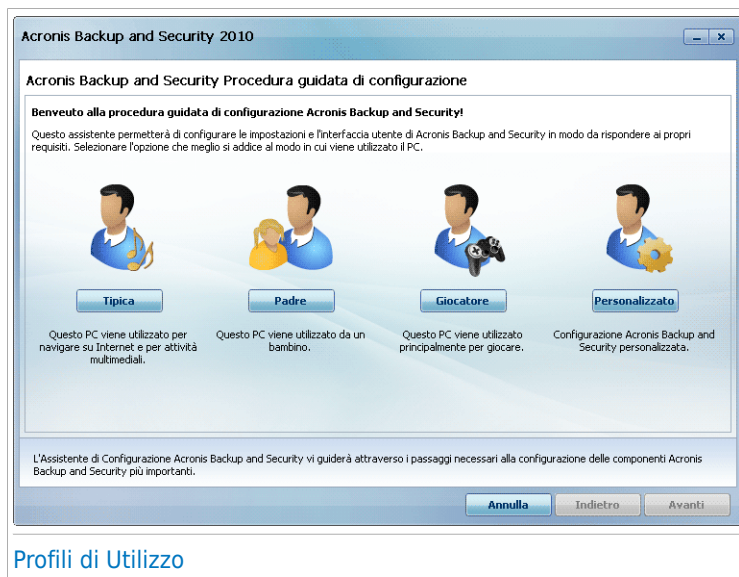 Acronis Backup and Security 2010
Acronis Backup and Security Procedura guidata di configurazione
Benveuto alla procedura guidata di configurazione Acronis Backup and Security!
Questo assistente permetterà di configurare le impostazioni e l'interfaccia utente di Acronis Backup and Security in modo da rispondere ai propri
requisiti. Selezionare l'opzione che meglio si addice al modo in cui viene utilizzato il PC.
Tipica
Padre
Giocatore
Personalizzato
Questo PC viene utilizzato per
navigare su Internet e per attività
multimediali.
Questo PC viene utilizzato da un
bambino.
Questo PC viene utilizzato
principalmente per giocare.
Configurazione Acronis Backup and
Security personalizzata.
L'Assistente di Configurazione Acronis Backup and Security vi guiderà attraverso i passaggi necessari alla configurazione delle componenti Acronis
Backup and Security più importanti.
Annulla
Indietro
Avanti
Profili di Utilizzo